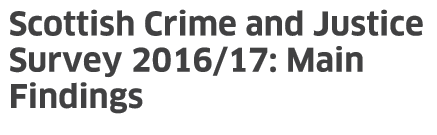 Scottish Crime and Justice
Survey 2016/17: Main
Findings